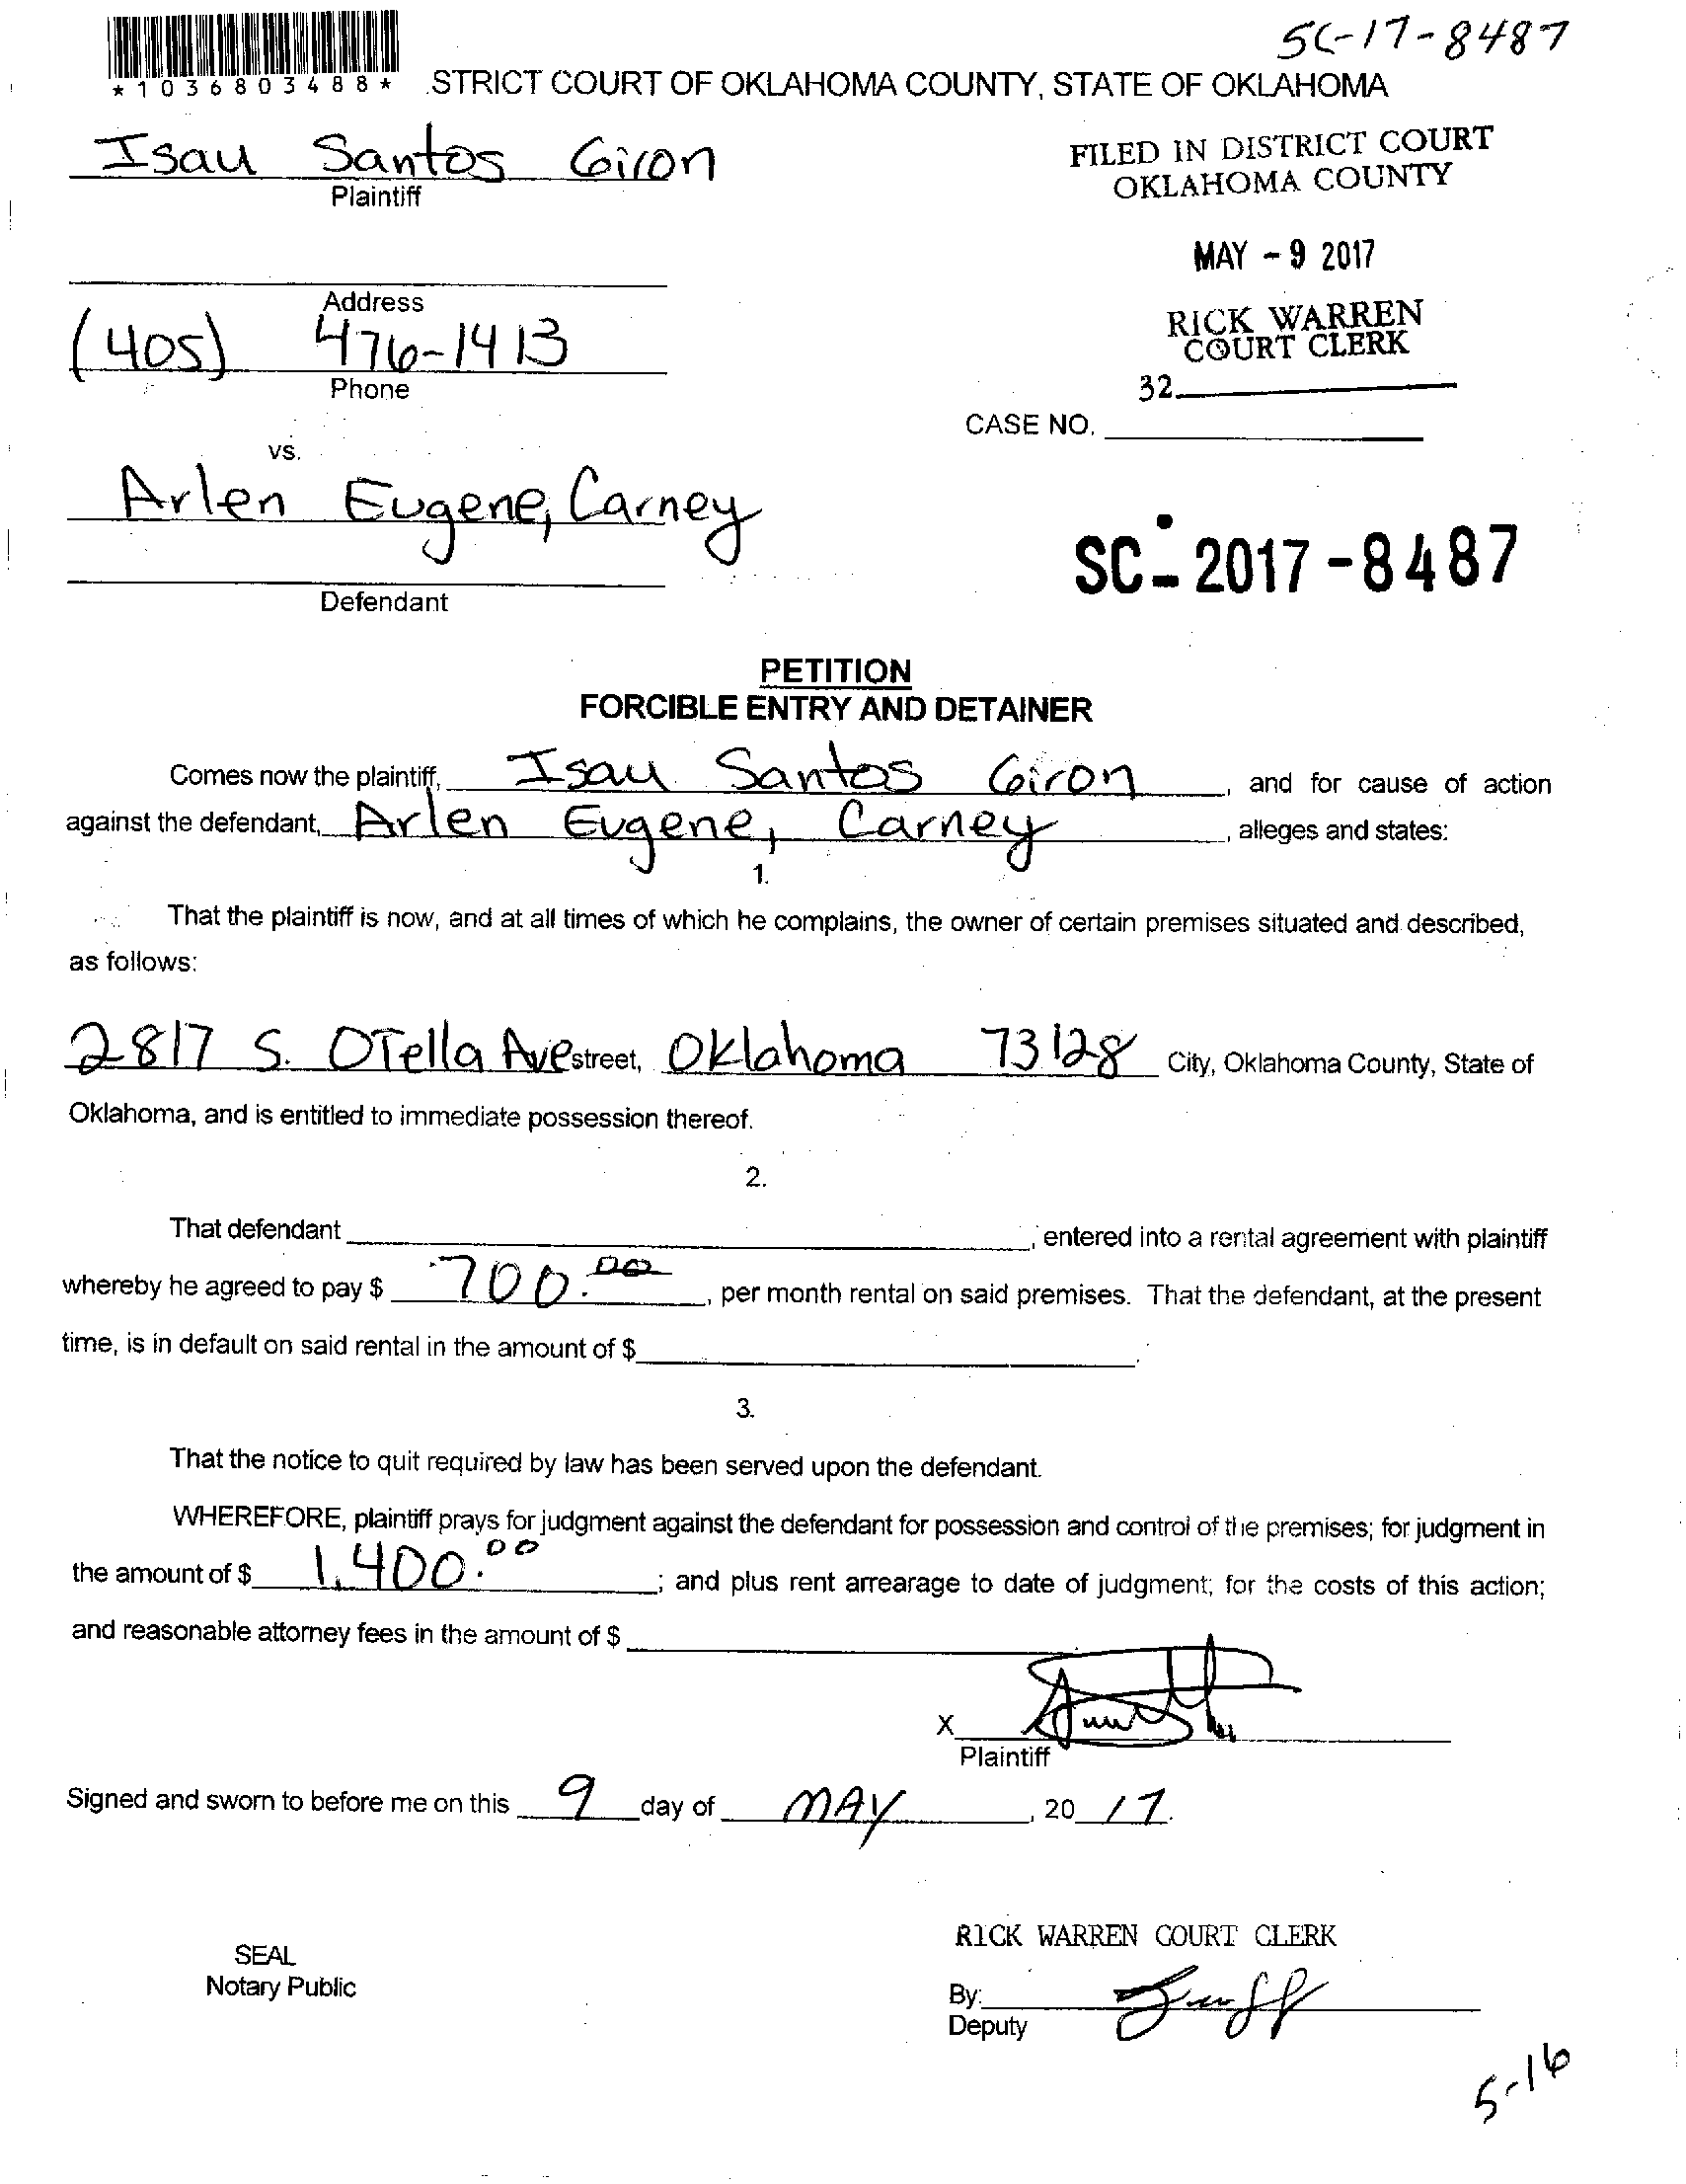 SC-17-8487
*1036803488* .STRICT COURT OF OKLAHOMA COUNTY, STATE OF OKLAHOMA
Isau Santos Giron
Plaintiff
FILED IN DISTRICT COURT
OKLAHOMA COUNTY
MAY - 9 2017
RICK WARREN
COURT CLERK
32
Address
(405) 476-1413
Phone
CASE NO.
vs.
Arlen Eugene, Carney
Defendant
SC - 2017 - 8487
PETITION
FORCIBLE ENTRY AND DETAINER
Comes now the plaintiff, Isau Santos Giron, and for cause of action
against the defendant, Arlen Eugene, Carney, alleges and states:
1.
That the plaintiff is now, and at all times of which he complains, the owner of certain premises situated and described,
as follows:
2817 S. OTella Ave street, Oklahoma 73128 City, Oklahoma County, State of
Oklahoma, and is entitled to immediate possession thereof.
2.
That defendant , entered into a rental agreement with plaintiff
whereby he agreed to pay $ 700.00, per month rental on said premises. That the defendant, at the present
time, is in default on said rental in the amount of $ .
3.
That the notice to quit required by law has been served upon the defendant.
WHEREFORE, plaintiff prays for judgment against the defendant for possession and control of the premises; for judgment in
the amount of $ 1,400.00; and plus rent arrearage to date of judgment; for the costs of this action;
and reasonable attorney fees in the amount of $
X
Plaintiff
Signed and sworn to before me on this 9 day of MAY, 20 17.
RICK WARREN COURT CLERK
SEAL
Notary Public
By:
Deputy
5-16